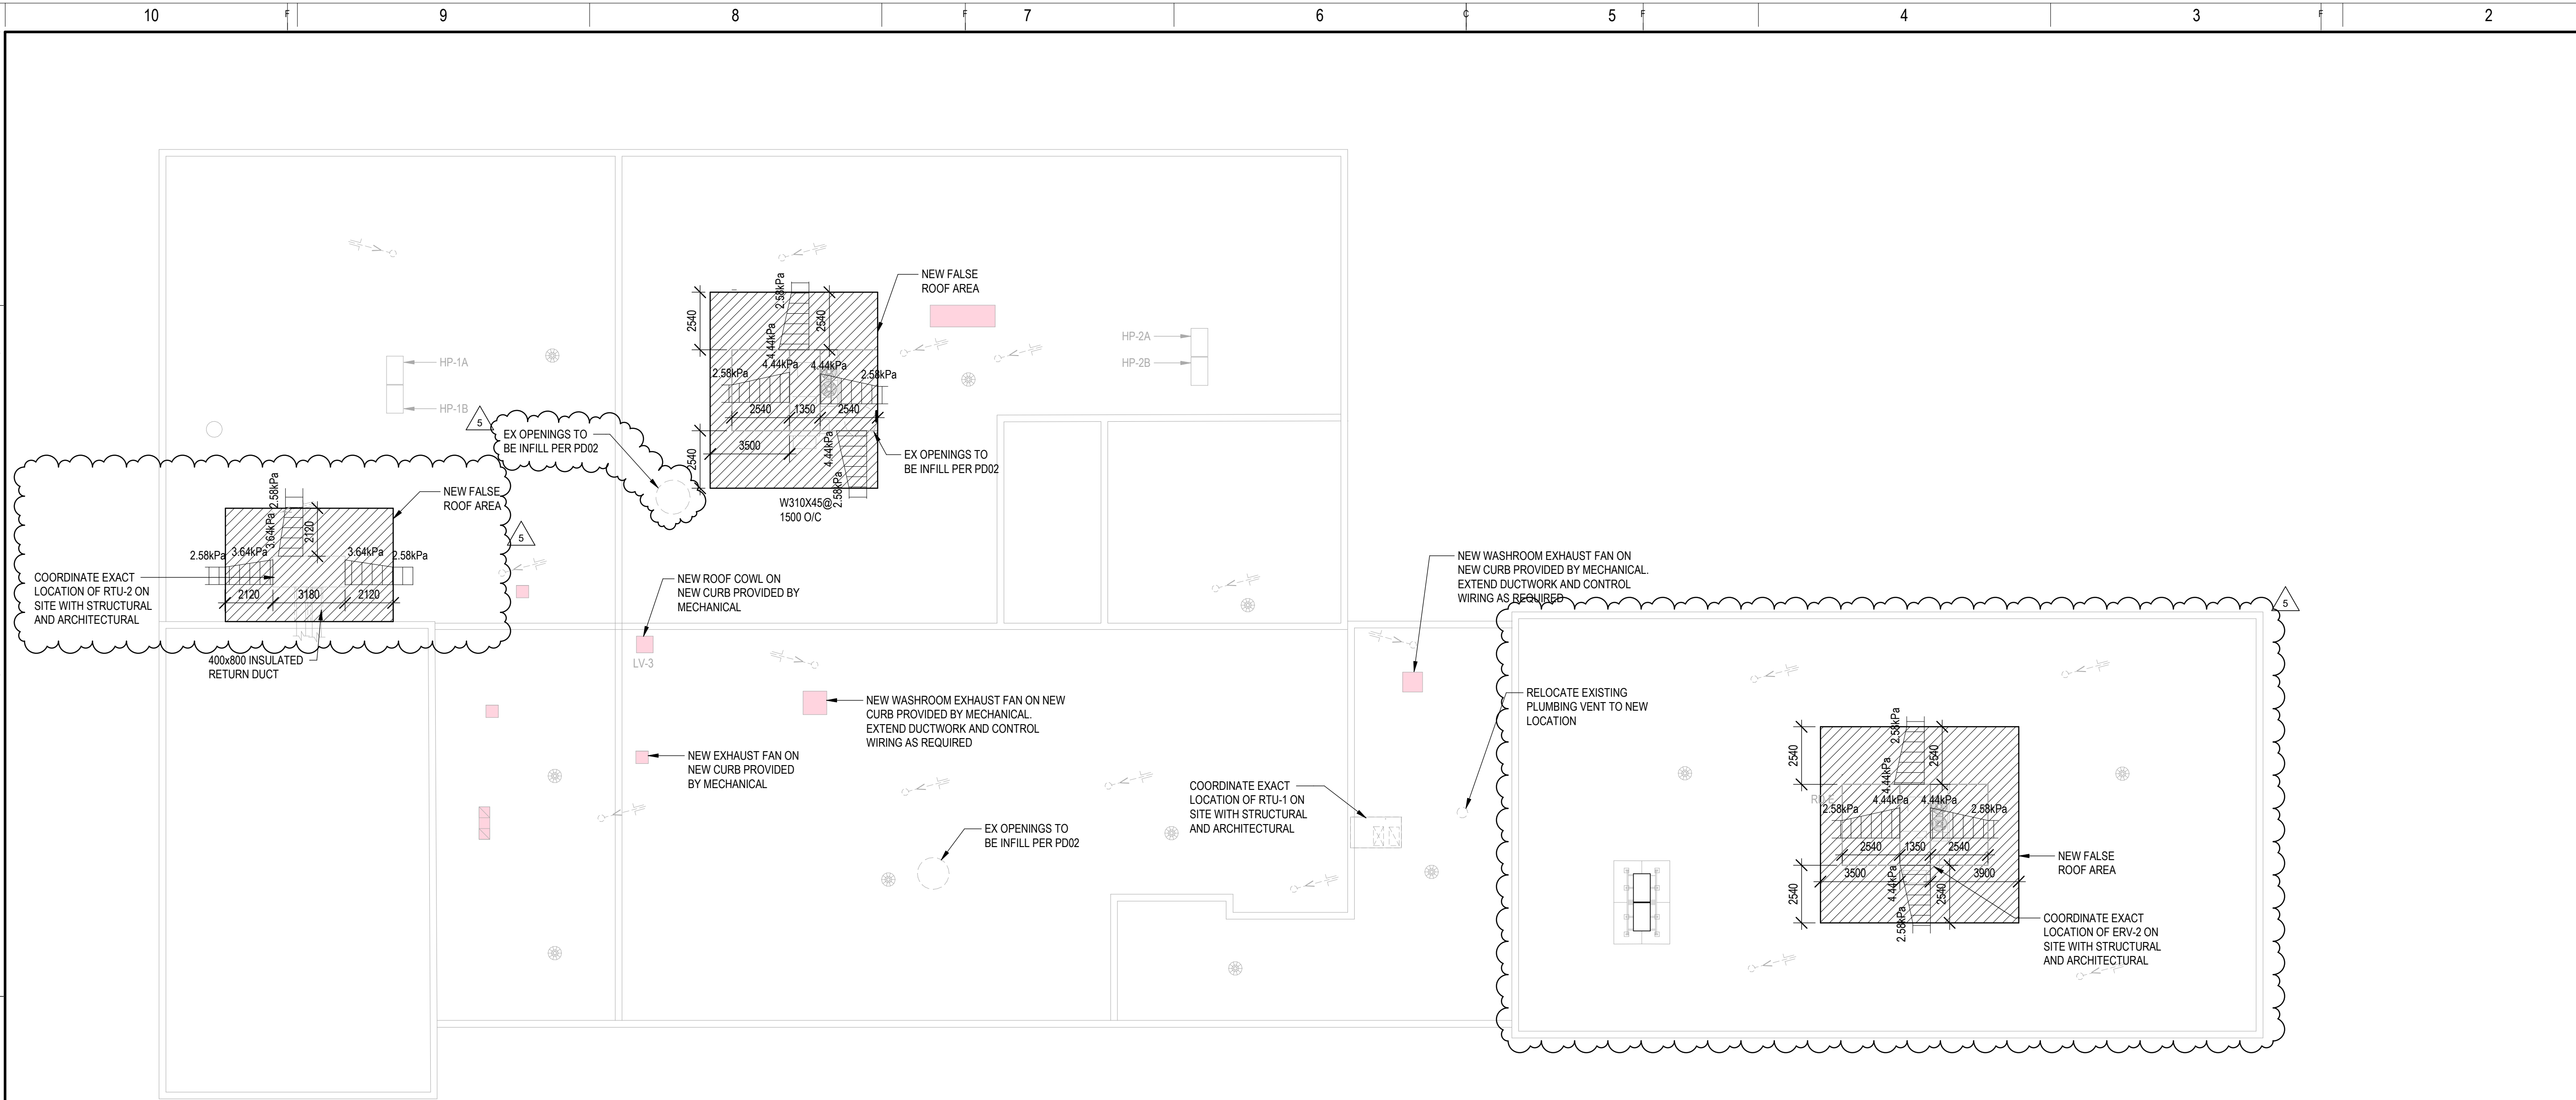 10
F
9
8
F
7
6
C
5
F
4
3
F
2
NEW FALSE
ROOF AREA
2.58kPa
2540
2540
4.44kPa
4.44kPa
4.44kPa
2.58kPa
2.58kPa
2540
1350
2540
3500
2540
4.44kPa
2.58kPa
EX OPENINGS TO
BE INFILL PER PD02
W310X45@
1500 O/C
HP-1A
HP-1B
HP-2A
HP-2B
5
EX OPENINGS TO
BE INFILL PER PD02
NEW FALSE
ROOF AREA
5
2.58kPa
3.64kPa
2120
2.58kPa
3.64kPa
3.64kPa
2.58kPa
2120
3180
2120
COORDINATE EXACT
LOCATION OF RTU-2 ON
SITE WITH STRUCTURAL
AND ARCHITECTURAL
400x800 INSULATED
RETURN DUCT
NEW ROOF COWL ON
NEW CURB PROVIDED BY
MECHANICAL
LV-3
NEW WASHROOM EXHAUST FAN ON NEW
CURB PROVIDED BY MECHANICAL.
EXTEND DUCTWORK AND CONTROL
WIRING AS REQUIRED
NEW EXHAUST FAN ON
NEW CURB PROVIDED
BY MECHANICAL
EX OPENINGS TO
BE INFILL PER PD02
COORDINATE EXACT
LOCATION OF RTU-1 ON
SITE WITH STRUCTURAL
AND ARCHITECTURAL
NEW WASHROOM EXHAUST FAN ON
NEW CURB PROVIDED BY MECHANICAL.
EXTEND DUCTWORK AND CONTROL
WIRING AS REQUIRED
5
RELOCATE EXISTING
PLUMBING VENT TO NEW
LOCATION
2.58kPa
2540
2540
4.44kPa
2.58kPa
4.44kPa
4.44kPa
2.58kPa
2540
1350
2540
3500
3900
2540
4.44kPa
2540
2.58kPa
NEW FALSE
ROOF AREA
COORDINATE EXACT
LOCATION OF ERV-2 ON
SITE WITH STRUCTURAL
AND ARCHITECTURAL